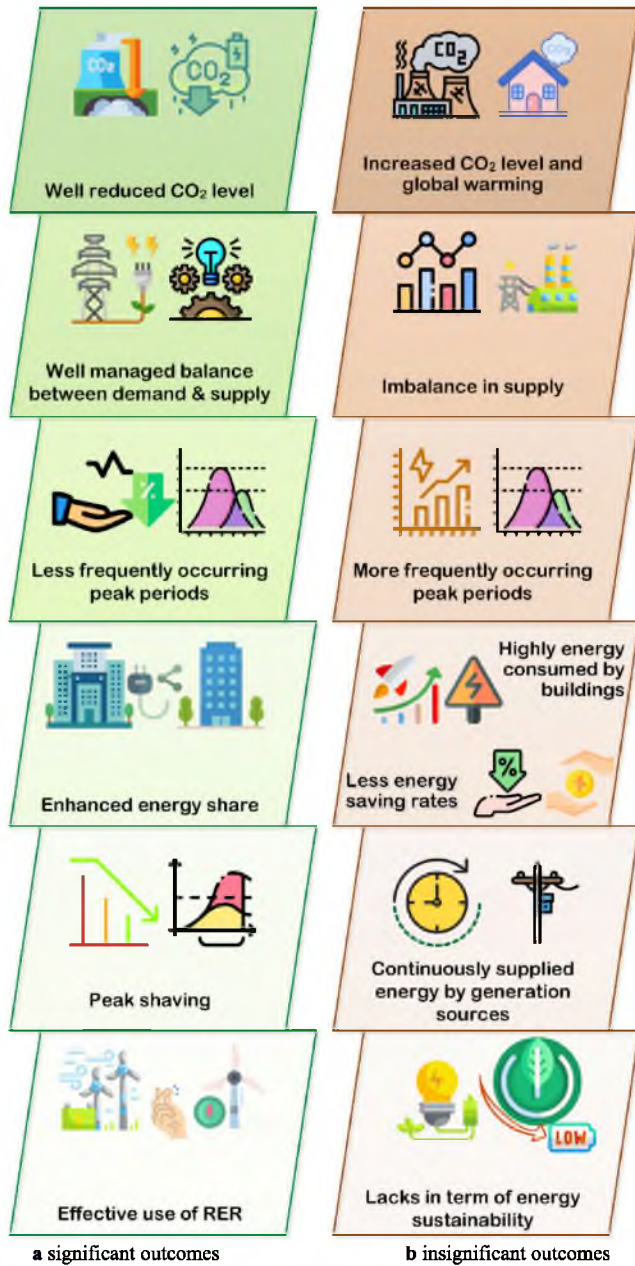 CO₂
CO₂
Well reduced CO₂ level
Well managed balance
between demand & supply
%
Less frequently occurring
peak periods
Enhanced energy share
Peak shaving
Effective use of RER
a significant outcomes
CO₂
CO₂
Increased CO₂ level and
global warming
Imbalance in supply
More frequently occurring
peak periods
Highly energy
consumed by
buildings
%
Less energy
saving rates
Continuously supplied
energy by generation
sources
LOW
Lacks in term of energy
sustainability
b insignificant outcomes